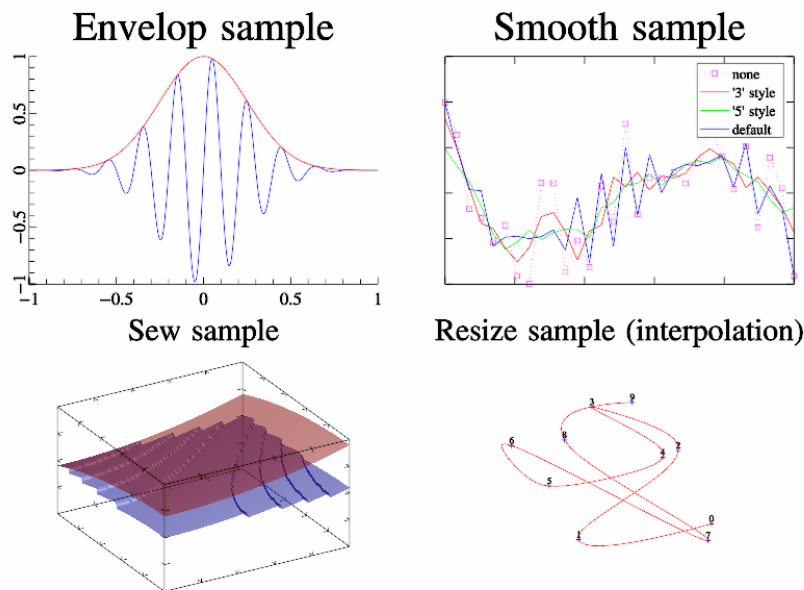 Envelop sample
Smooth sample
1
0.5
0
−0.5
−1
−1
−0.5
0
0.5
1
none
'3' style
'5' style
default
Sew sample
Resize sample (interpolation)
9
3
8
6
2
4
5
0
1
7